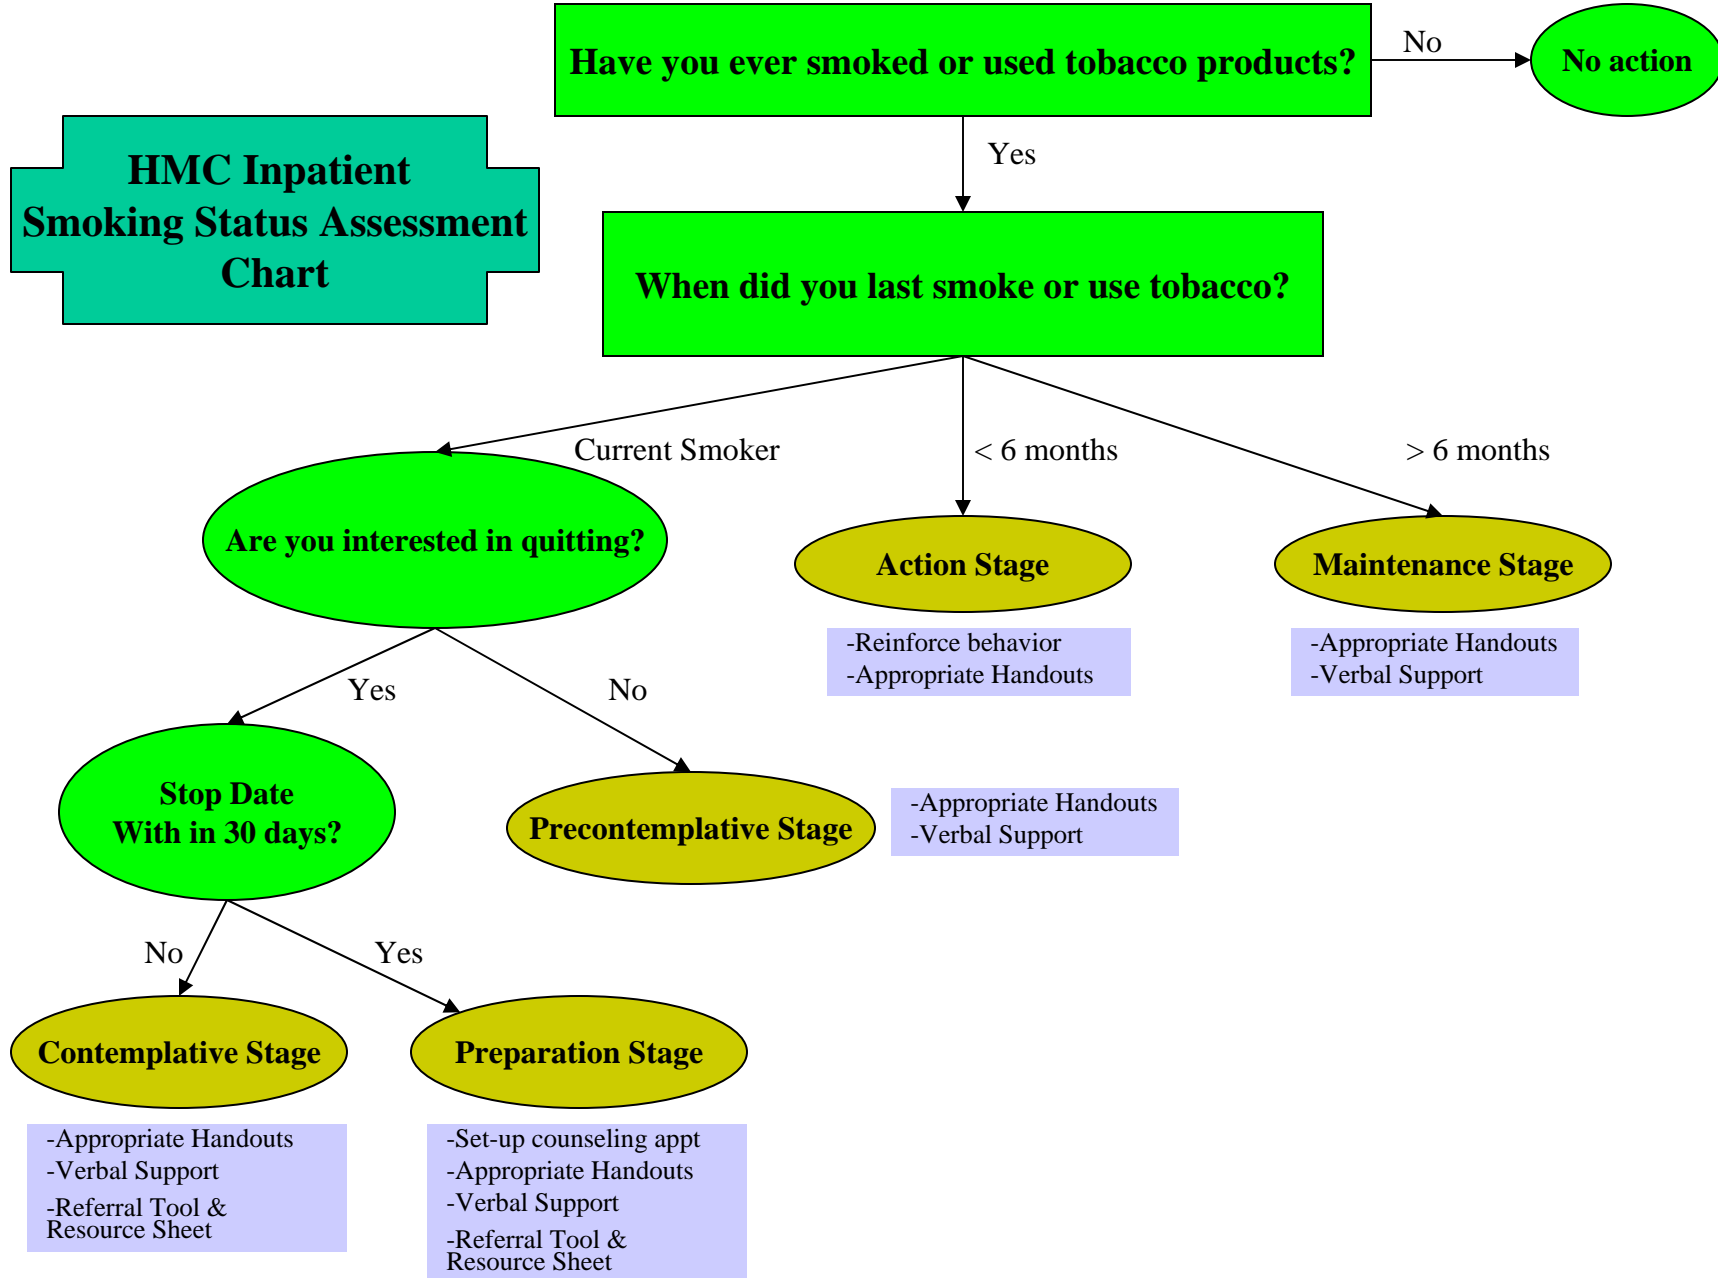 Have you ever smoked or used tobacco products?
No
No action
HMC Inpatient
Smoking Status Assessment
Chart
Yes
When did you last smoke or use tobacco?
Current Smoker
< 6 months
> 6 months
Are you interested in quitting?
Action Stage
Maintenance Stage
-Reinforce behavior
-Appropriate Handouts
-Appropriate Handouts
-Verbal Support
Yes
No
Stop Date
With in 30 days?
Precontemplative Stage
-Appropriate Handouts
-Verbal Support
No
Yes
Contemplative Stage
Preparation Stage
-Appropriate Handouts
-Verbal Support
-Referral Tool &
Resource Sheet
-Set-up counseling appt
-Appropriate Handouts
-Verbal Support
-Referral Tool &
Resource Sheet